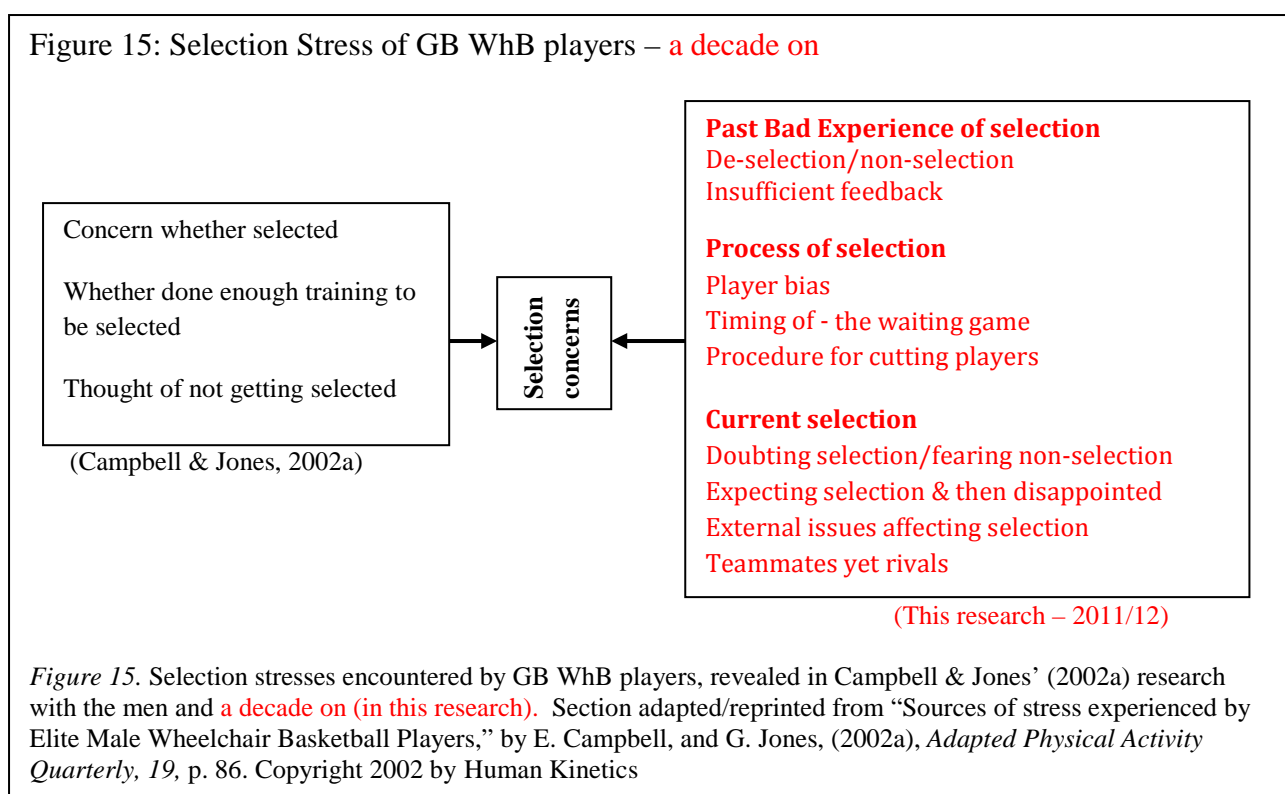 Figure 15: Selection Stress of GB WhB players – a decade on
Concern whether selected
Whether done enough training to
be selected
Thought of not getting selected
(Campbell & Jones, 2002a)
Selection
concerns
Past Bad Experience of selection
De-selection/non-selection
Insufficient feedback
Process of selection
Player bias
Timing of - the waiting game
Procedure for cutting players
Current selection
Doubting selection/fearing non-selection
Expecting selection & then disappointed
External issues affecting selection
Teammates yet rivals
(This research – 2011/12)
Figure 15. Selection stresses encountered by GB WhB players, revealed in Campbell & Jones’ (2002a) research
with the men and a decade on (in this research). Section adapted/reprinted from “Sources of stress experienced by
Elite Male Wheelchair Basketball Players,” by E. Campbell, and G. Jones, (2002a), Adapted Physical Activity
Quarterly, 19, p. 86. Copyright 2002 by Human Kinetics